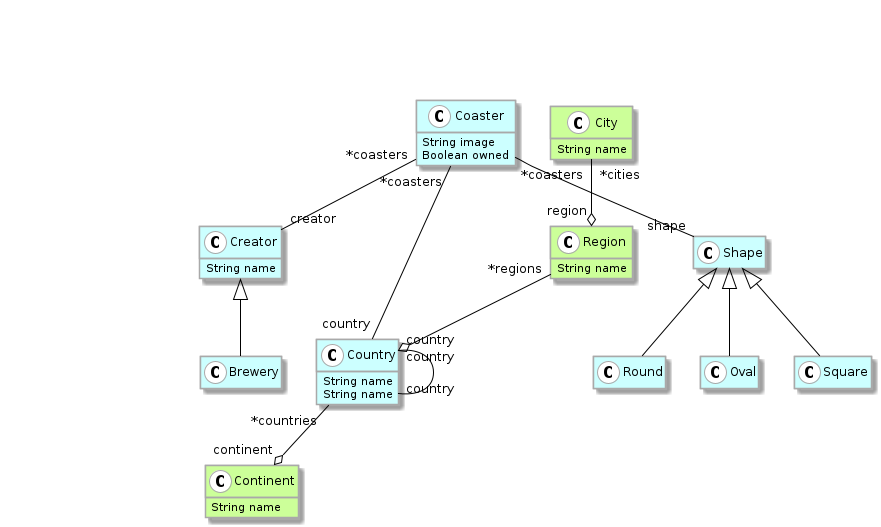 C Coaster
String image
Boolean owned
C City
String name
*coasters
*coasters
*coasters
*cities
creator
region
shape
C Creator
String name
C Region
String name
C Shape
*regions
country
C Country
String name
String name
country
country
country
C Brewery
C Round
C Oval
C Square
*countries
continent
C Continent
String name